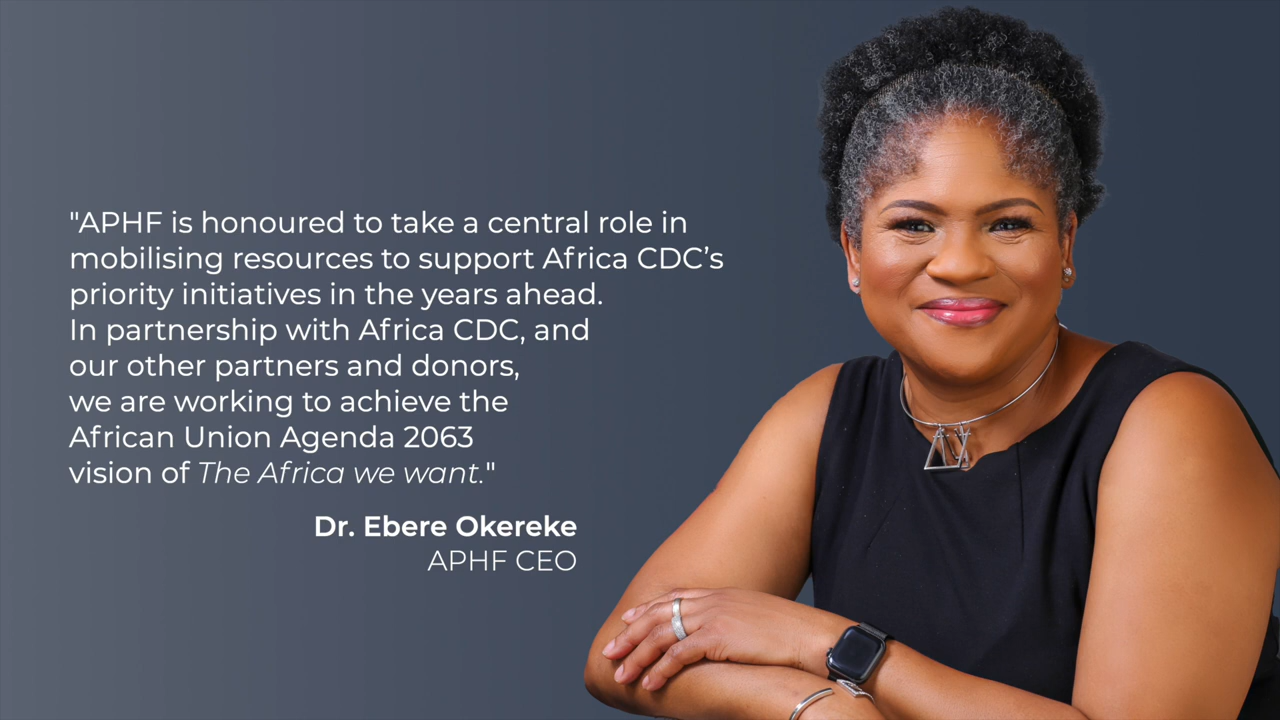 "APHF is honoured to take a central role in
mobilising resources to support Africa CDC’s
priority initiatives in the years ahead.
In partnership with Africa CDC, and
our other partners and donors,
we are working to achieve the
African Union Agenda 2063
vision of The Africa we want."
Dr. Ebere Okereke
APHF CEO